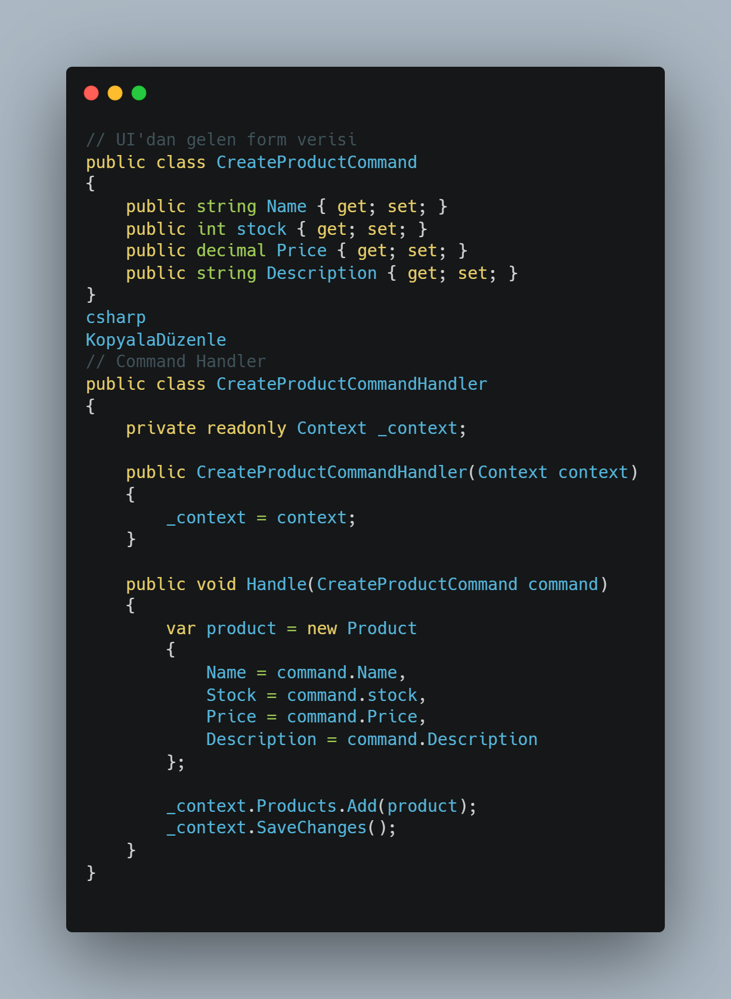 // UI'dan gelen form verisi
public class CreateProductCommand
{
    public string Name { get; set; }
    public int stock { get; set; }
    public decimal Price { get; set; }
    public string Description { get; set; }
}
csharp
KopyalaDüzenle
// Command Handler
public class CreateProductCommandHandler
{
    private readonly Context _context;

    public CreateProductCommandHandler(Context context)
    {
        _context = context;
    }

    public void Handle(CreateProductCommand command)
    {
        var product = new Product
        {
            Name = command.Name,
            Stock = command.stock,
            Price = command.Price,
            Description = command.Description
        };

        _context.Products.Add(product);
        _context.SaveChanges();
    }
}